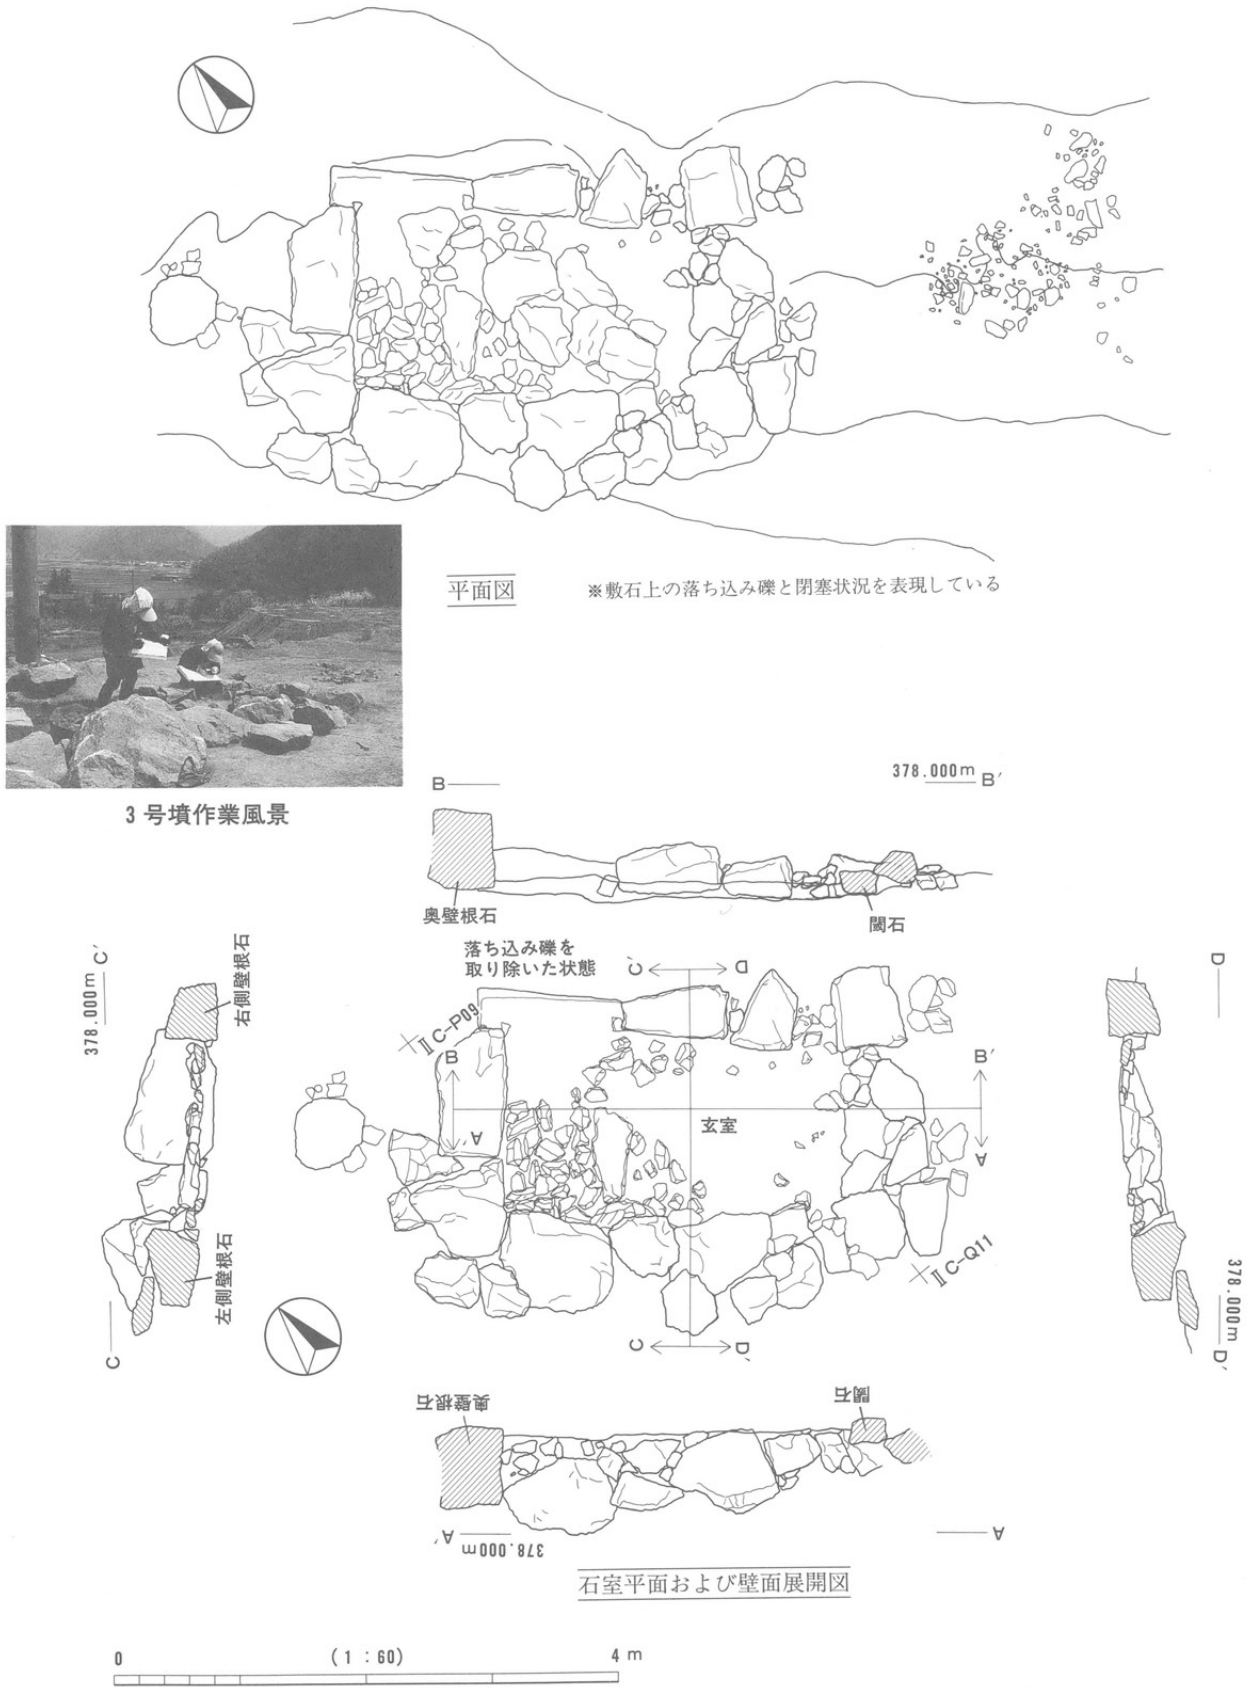 平面図
※敷石上の落ち込み礫と閉塞状況を表現している
3号墳作業風景
B
378.000m B′
奥壁根石
閾石
落ち込み礫を
取り除いた状態
378.000m C′
右側壁根石
左側壁根石
C
C′
D
ⅡC-P09
B
B′
A′
A
玄室
ⅡC-Q11
C
D′
D
378.000m D′
奥壁根石
閾石
A′
378.000m
A
石室平面および壁面展開図
0 (1:60) 4m